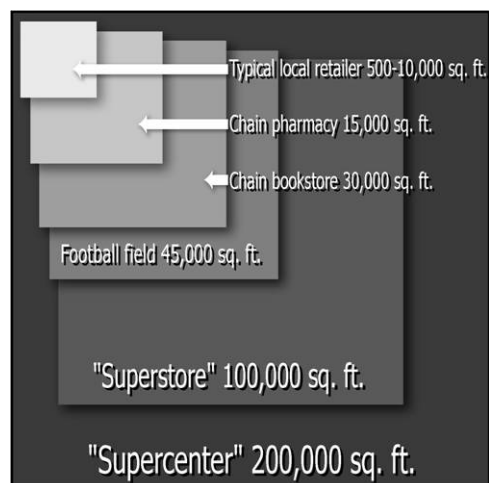 Typical local retailer 500-10,000 sq. ft.
Chain pharmacy 15,000 sq. ft.
Chain bookstore 30,000 sq. ft.
Football field 45,000 sq. ft.
"Superstore" 100,000 sq. ft.
"Supercenter" 200,000 sq. ft.